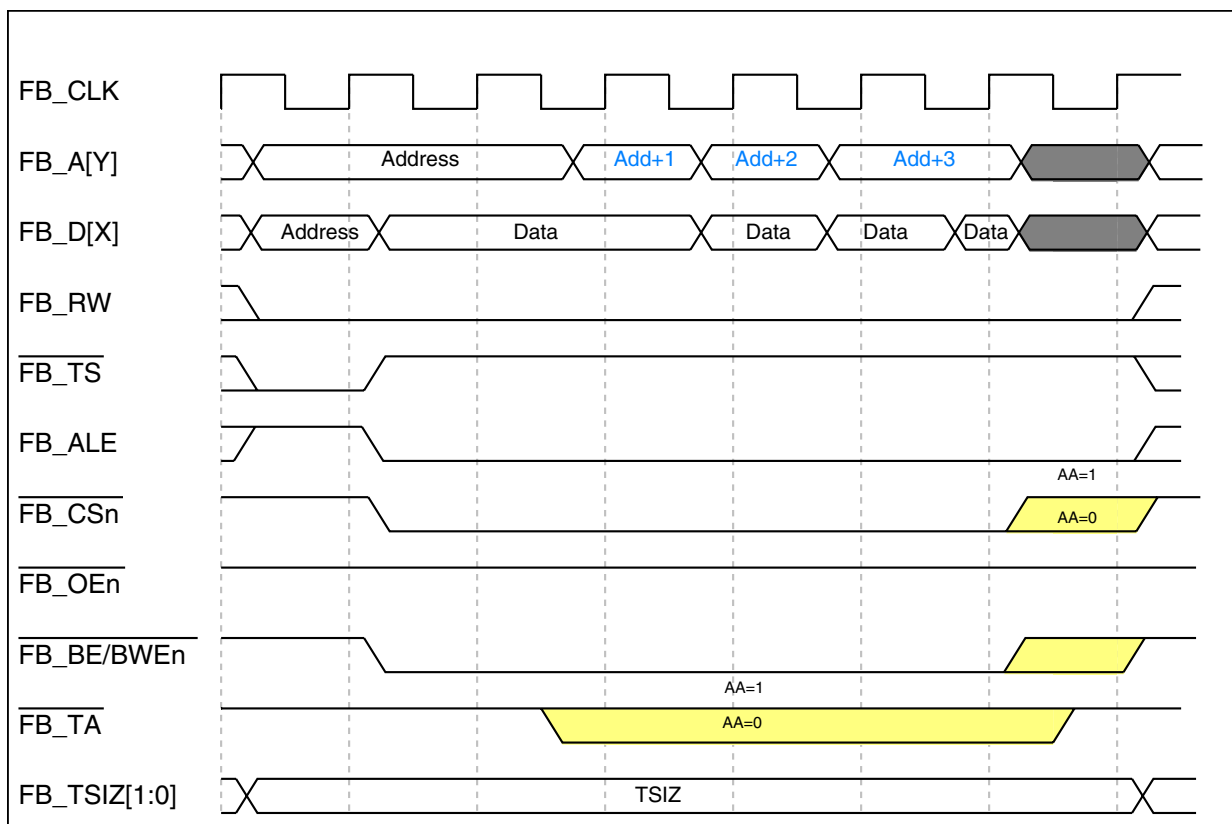 FB_CLK
FB_A[Y] Address Add+1 Add+2 Add+3
FB_D[X] Address Data Data Data Data
FB_RW
FB_TS
FB_ALE
AA=1
FB_CSn AA=0
FB_OEn
FB_BE/BWEn
AA=1
FB_TA AA=0
FB_TSIZ[1:0] TSIZ